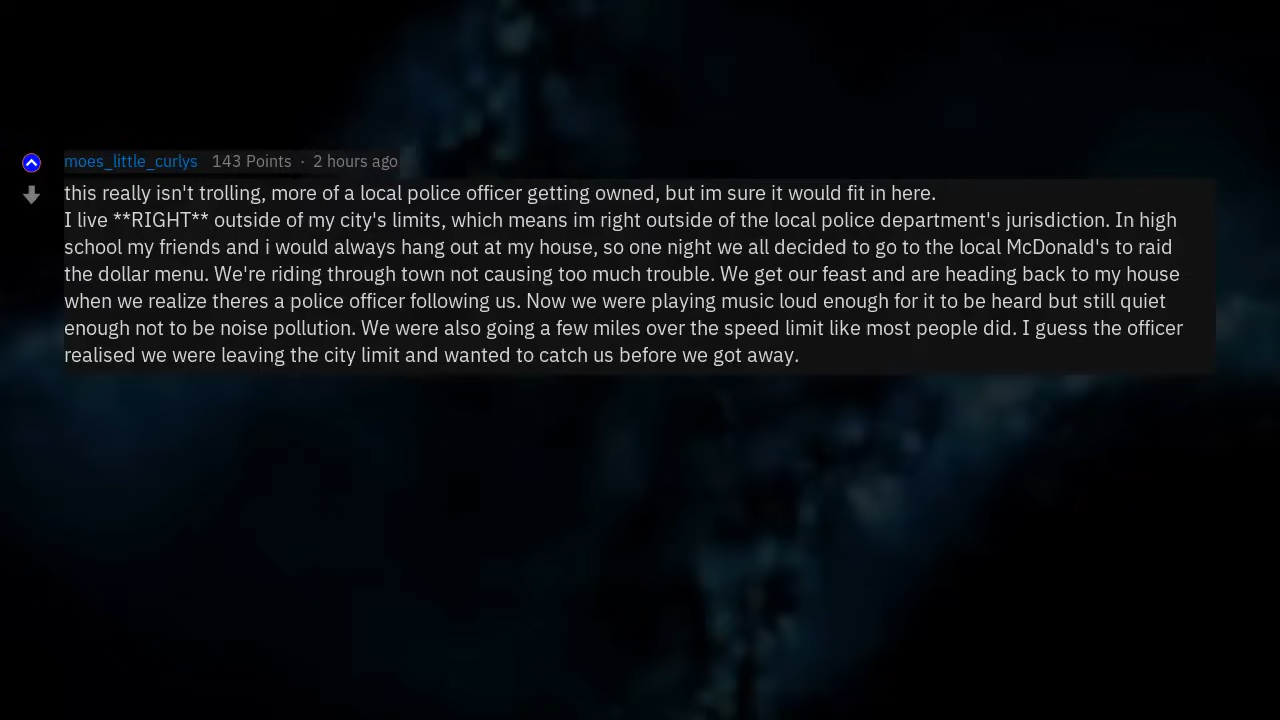 moes_little_curlys 143 Points · 2 hours ago
this really isn't trolling, more of a local police officer getting owned, but im sure it would fit in here.
I live **RIGHT** outside of my city's limits, which means im right outside of the local police department's jurisdiction. In high
school my friends and i would always hang out at my house, so one night we all decided to go to the local McDonald's to raid
the dollar menu. We're riding through town not causing too much trouble. We get our feast and are heading back to my house
when we realize theres a police officer following us. Now we were playing music loud enough for it to be heard but still quiet
enough not to be noise pollution. We were also going a few miles over the speed limit like most people did. I guess the officer
realised we were leaving the city limit and wanted to catch us before we got away.